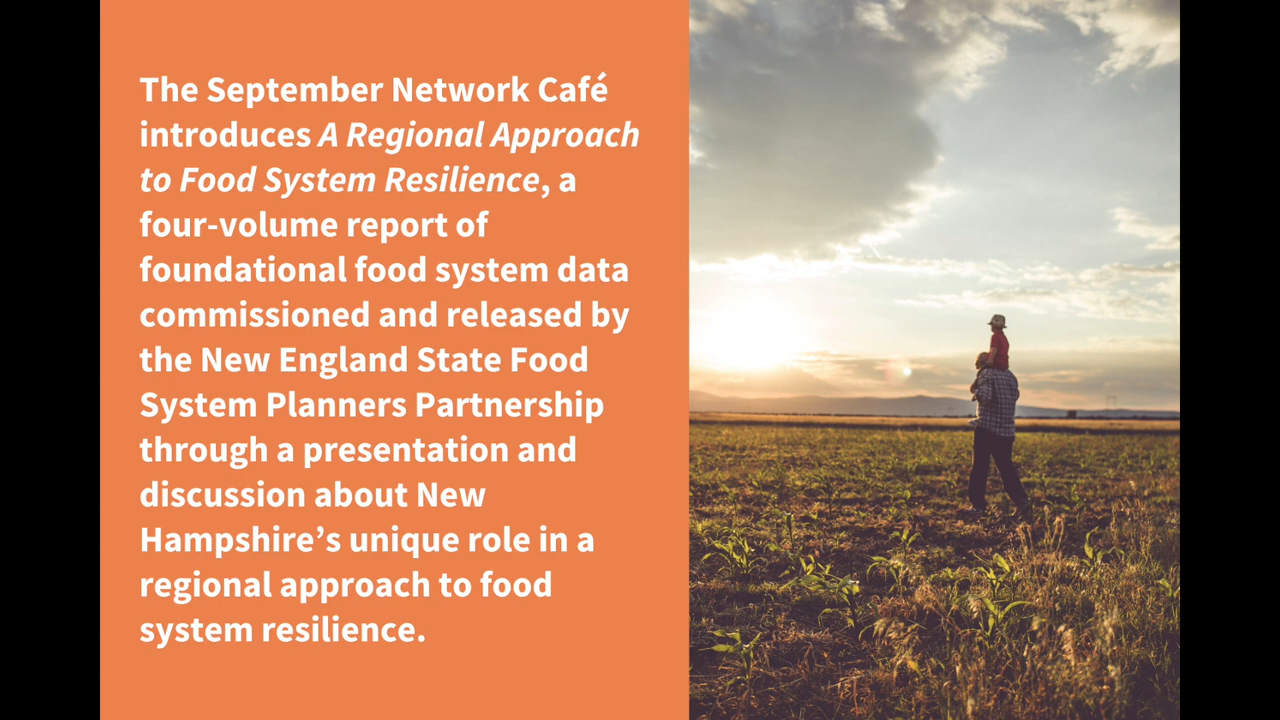 The September Network Café
introduces A Regional Approach
to Food System Resilience, a
four-volume report of
foundational food system data
commissioned and released by
the New England State Food
System Planners Partnership
through a presentation and
discussion about New
Hampshire’s unique role in a
regional approach to food
system resilience.